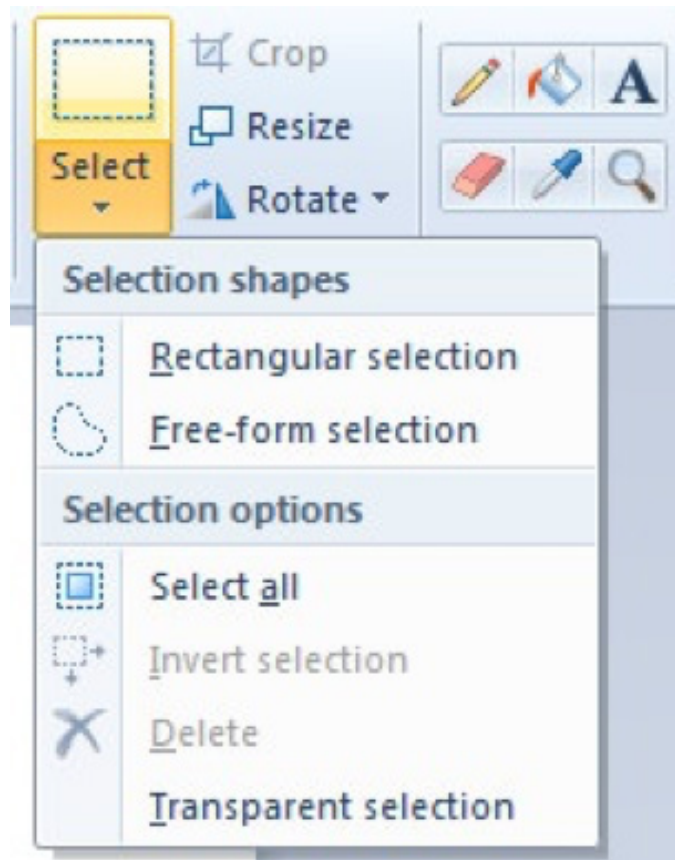 Select
Crop
Resize
Rotate
A
Selection shapes
Rectangular selection
Free-form selection
Selection options
Select all
Invert selection
Delete
Transparent selection